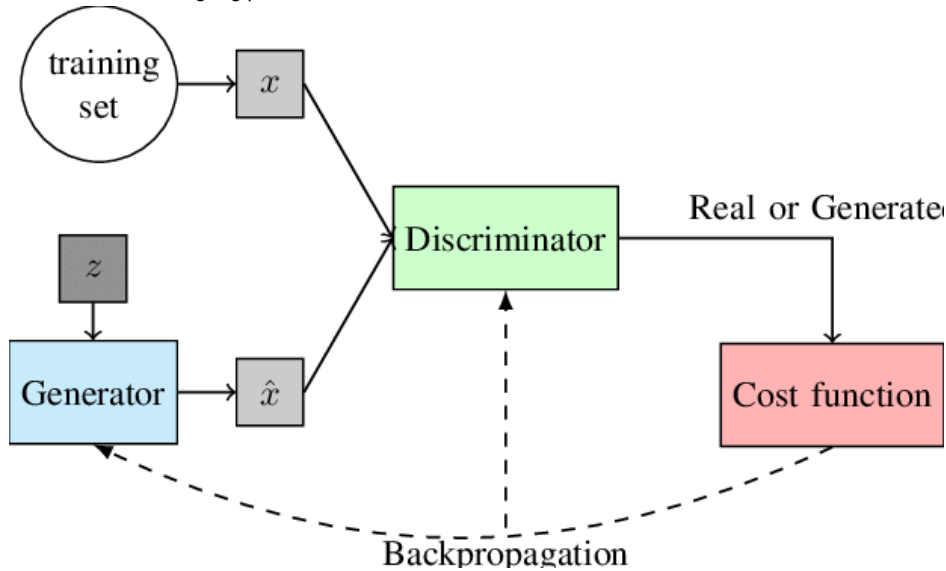 training
set
x
Real or Generated
Discriminator
z
Generator
x̂
Cost function
Backpropagation